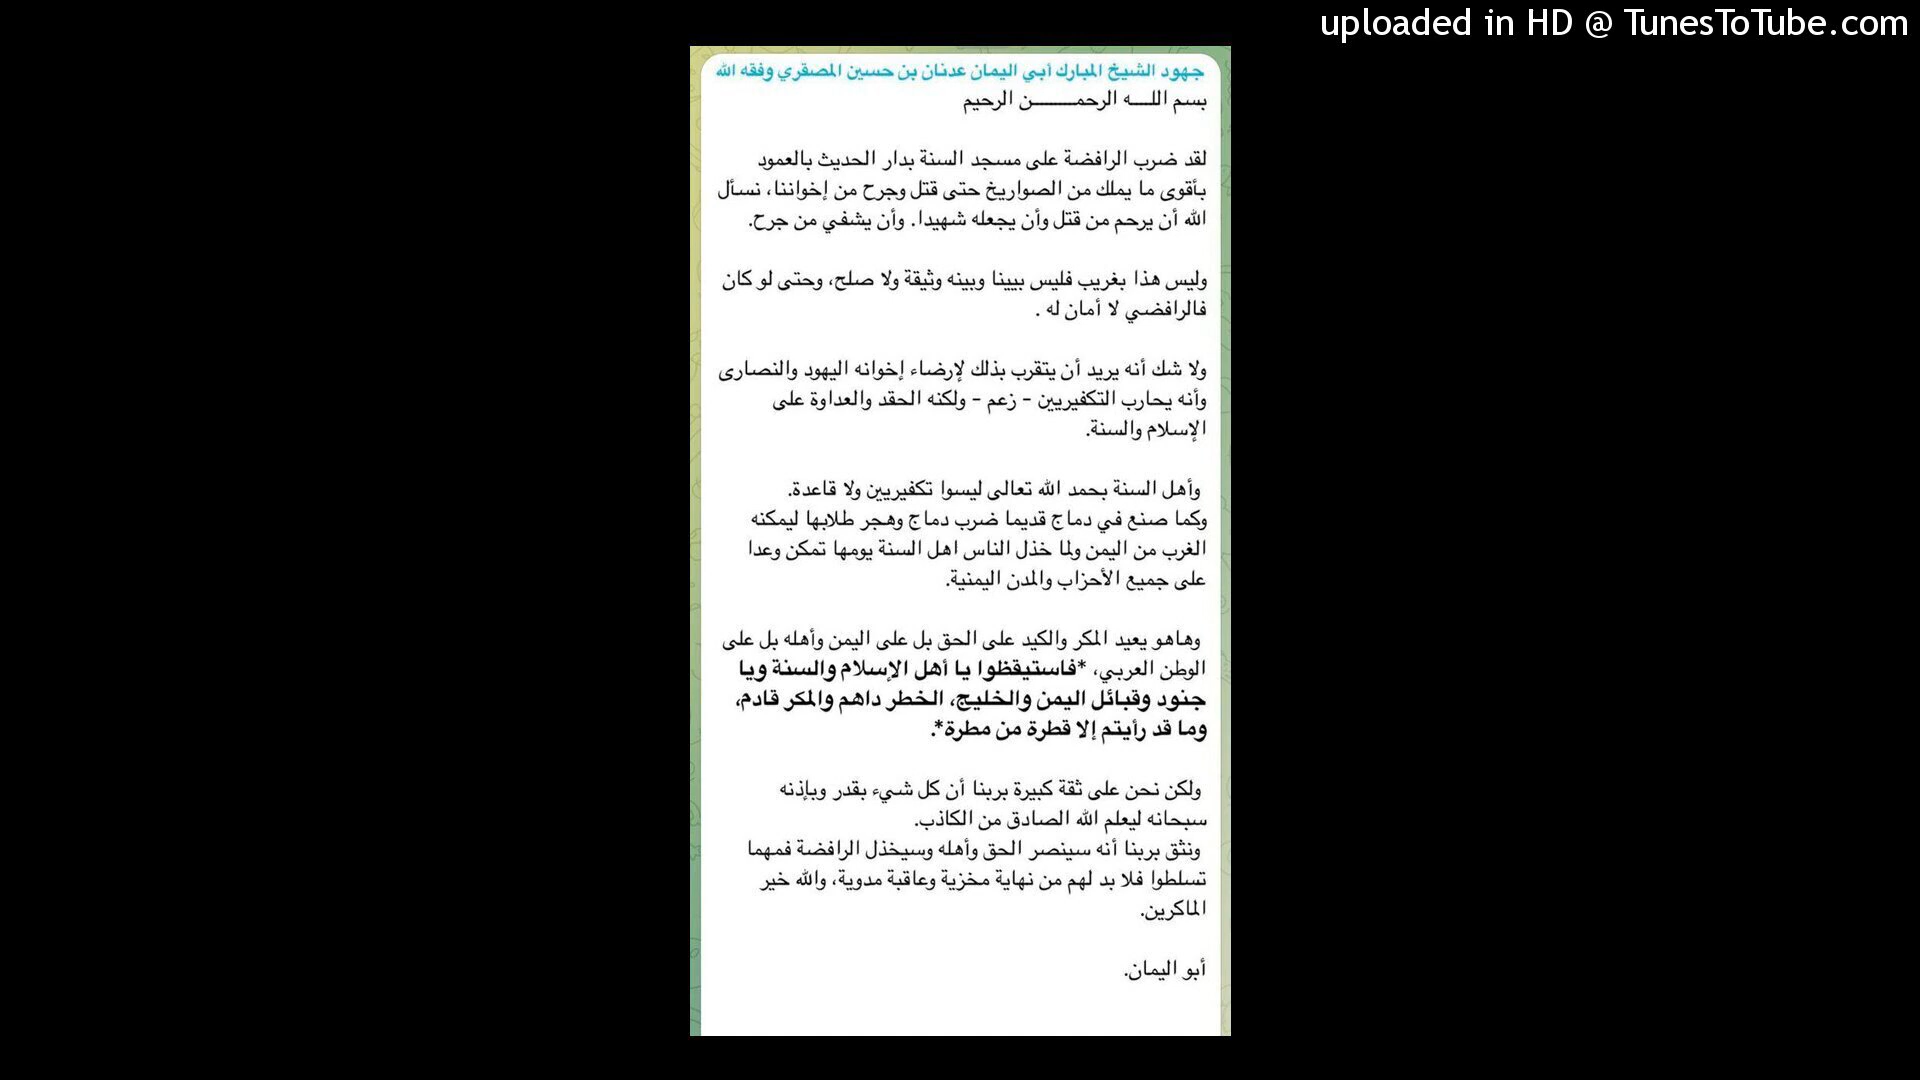 uploaded in HD @ TunesToTube.com
جهود الشيخ المبارك أبي اليمان عدنان بن حسين المصقري وفقه الله
بسم اللـــه الرحمـــــــــن الرحيم
لقد ضرب الرافضة على مسجد السنة بدار الحديث بالعمود
بأقوى ما يملك من الصواريخ حتى قتل وجرح من إخواننا، نسأل
الله أن يرحم من قتل وأن يجعله شهيدا. وأن يشفي من جرح.
وليس هذا بغريب فليس بيينا وبينه وثيقة ولا صلح، وحتى لو كان
فالرافضي لا أمان له .
ولا شك أنه يريد أن يتقرب بذلك لإرضاء إخوانه اليهود والنصارى
وأنه يحارب التكفيريين - زعم - ولكنه الحقد والعداوة على
الإسلام والسنة.
وأهل السنة بحمد الله تعالى ليسوا تكفيريين ولا قاعدة.
وكما صنع في دماج قديما ضرب دماج وهجر طلابها ليمكنه
الغرب من اليمن ولما خذل الناس اهل السنة يومها تمكن وعدا
على جميع الأحزاب والمدن اليمنية.
وهاهو يعيد المكر والكيد على الحق بل على اليمن وأهله بل على
الوطن العربي، *فاستيقظوا يا أهل الإسلام والسنة ويا
جنود وقبائل اليمن والخليج، الخطر داهم والمكر قادم،
وما قد رأيتم إلا قطرة من مطرة*.
ولكن نحن على ثقة كبيرة بربنا أن كل شيء بقدر وبإذنه
سبحانه ليعلم الله الصادق من الكاذب.
ونثق بربنا أنه سينصر الحق وأهله وسيخذل الرافضة فمهما
تسلطوا فلا بد لهم من نهاية مخزية وعاقبة مدوية، والله خير
الماكرين.
أبو اليمان.